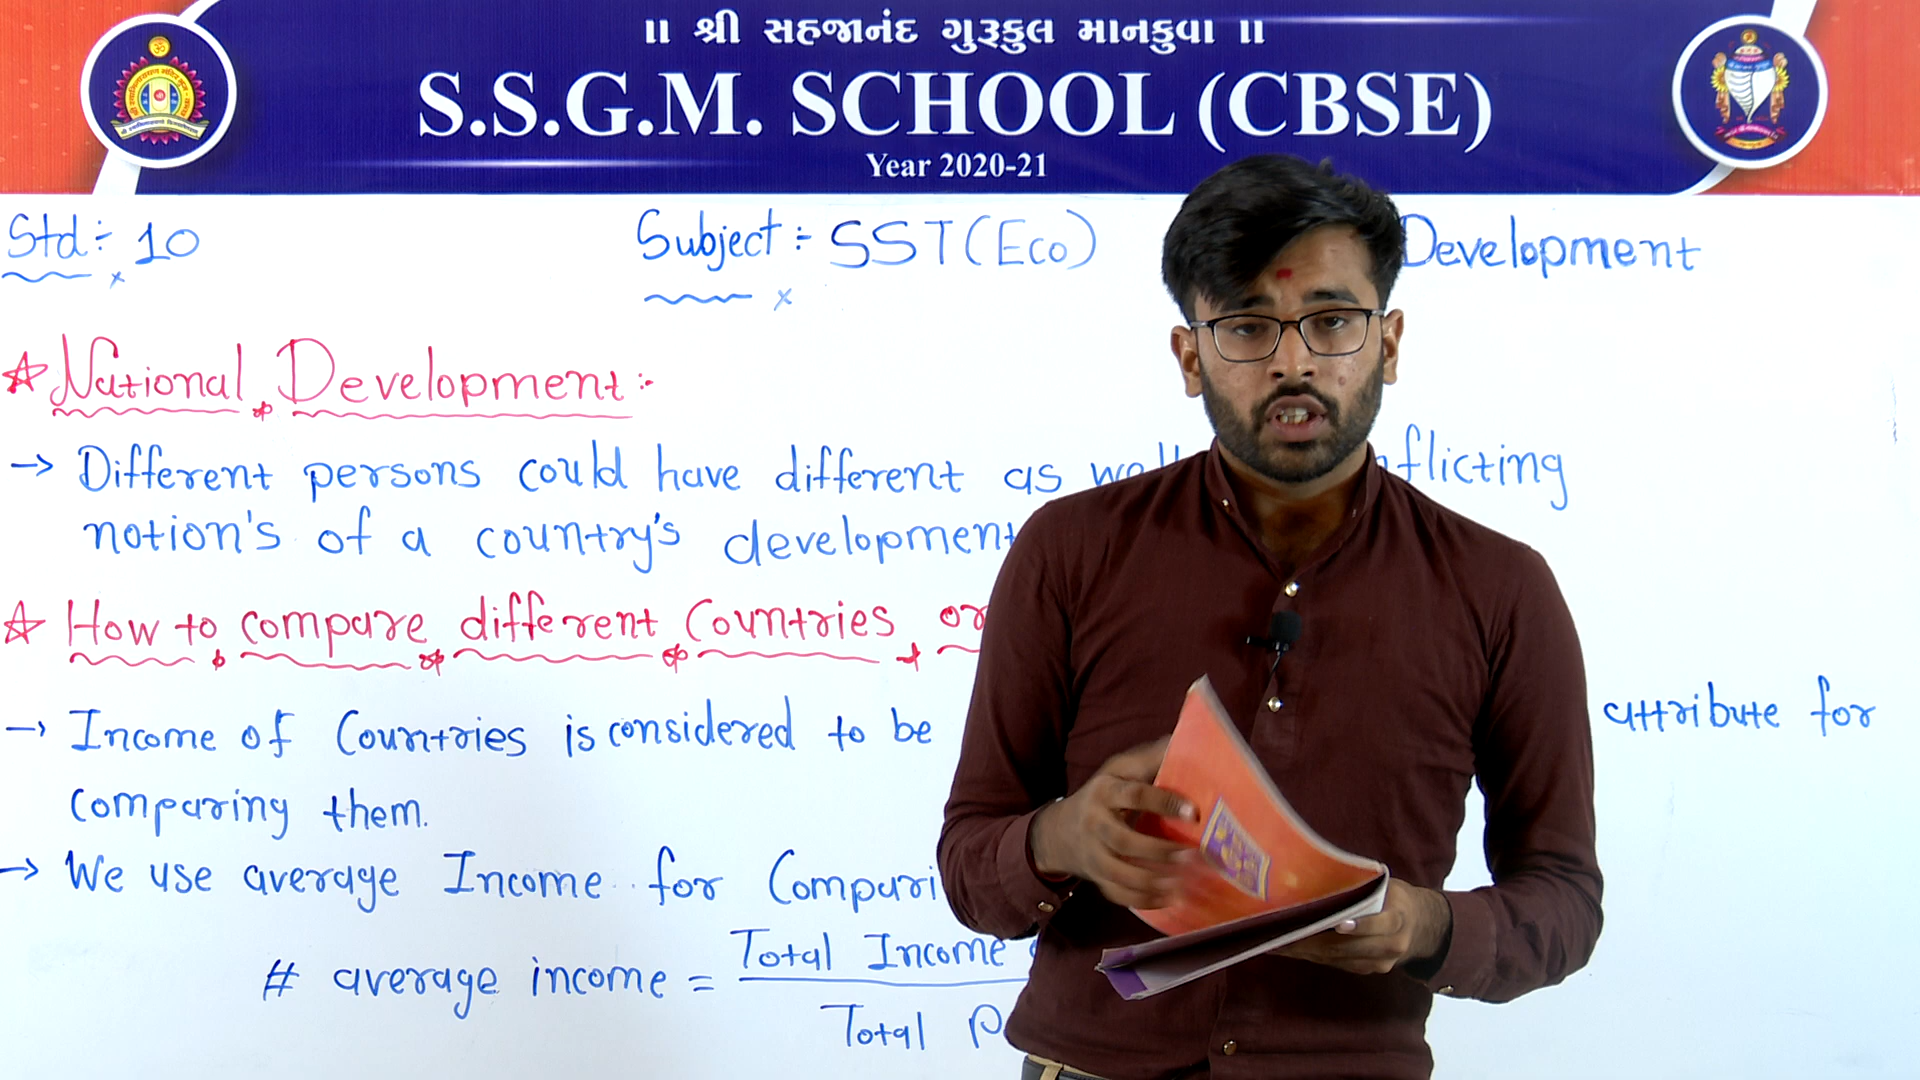 ॥ શ્રી સહજાનંદ ગુરૂકુલ માનકુવા ॥
S.S.G.M. SCHOOL (CBSE)
Year 2020-21
Std :- 10
Subject :- SST (Eco)
Development
National Development :-
→ Different persons could have different as flicting
notion's of a country's development
How to compare different Countries or
→ Income of Countries is considered to be attribute for
comparing them.
→ We use average Income for
# average income = Total Income
Total